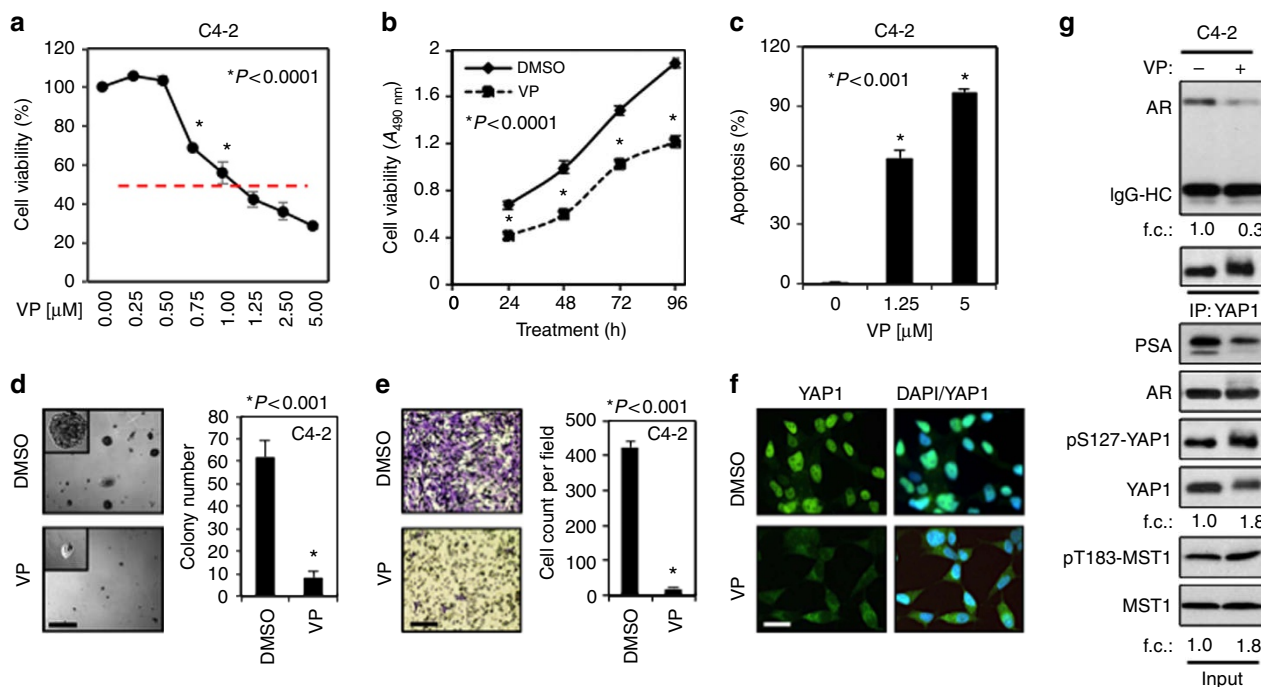 a
C4-2
120
100
80
60
40
20
0
*P<0.0001
*
*
Cell viability (%)
VP [μM]
0.00
0.25
0.50
0.75
1.00
1.25
2.50
5.00
b
2
1.6
1.2
0.8
0.4
0
DMSO
VP
*P<0.0001
*
*
*
*
Cell viability (A490 nm)
0
24
48
72
96
Treatment (h)
c
C4-2
120
90
60
30
0
*P<0.001
*
*
Apoptosis (%)
0
1.25
5
VP [μM]
d
DMSO
VP
*P<0.001
C4-2
80
70
60
50
40
30
20
10
0
Colony number
*
DMSO
VP
e
DMSO
VP
*P<0.001
C4-2
500
400
300
200
100
0
Cell count per field
*
DMSO
VP
f
YAP1
DAPI/YAP1
DMSO
VP
g
C4-2
VP: – +
AR
IgG-HC
f.c.: 1.0 0.3
IP: YAP1
PSA
AR
pS127-YAP1
YAP1
f.c.: 1.0 1.8
pT183-MST1
MST1
f.c.: 1.0 1.8
Input